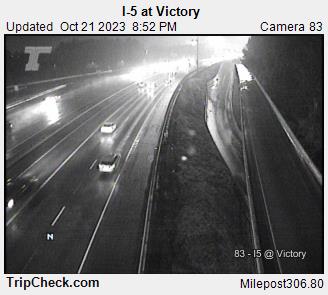 I-5 at Victory
Updated Oct 21 2023 8:52 PM Camera 83
T
N
83 - I5 @ Victory
TripCheck.com Milepost306.80